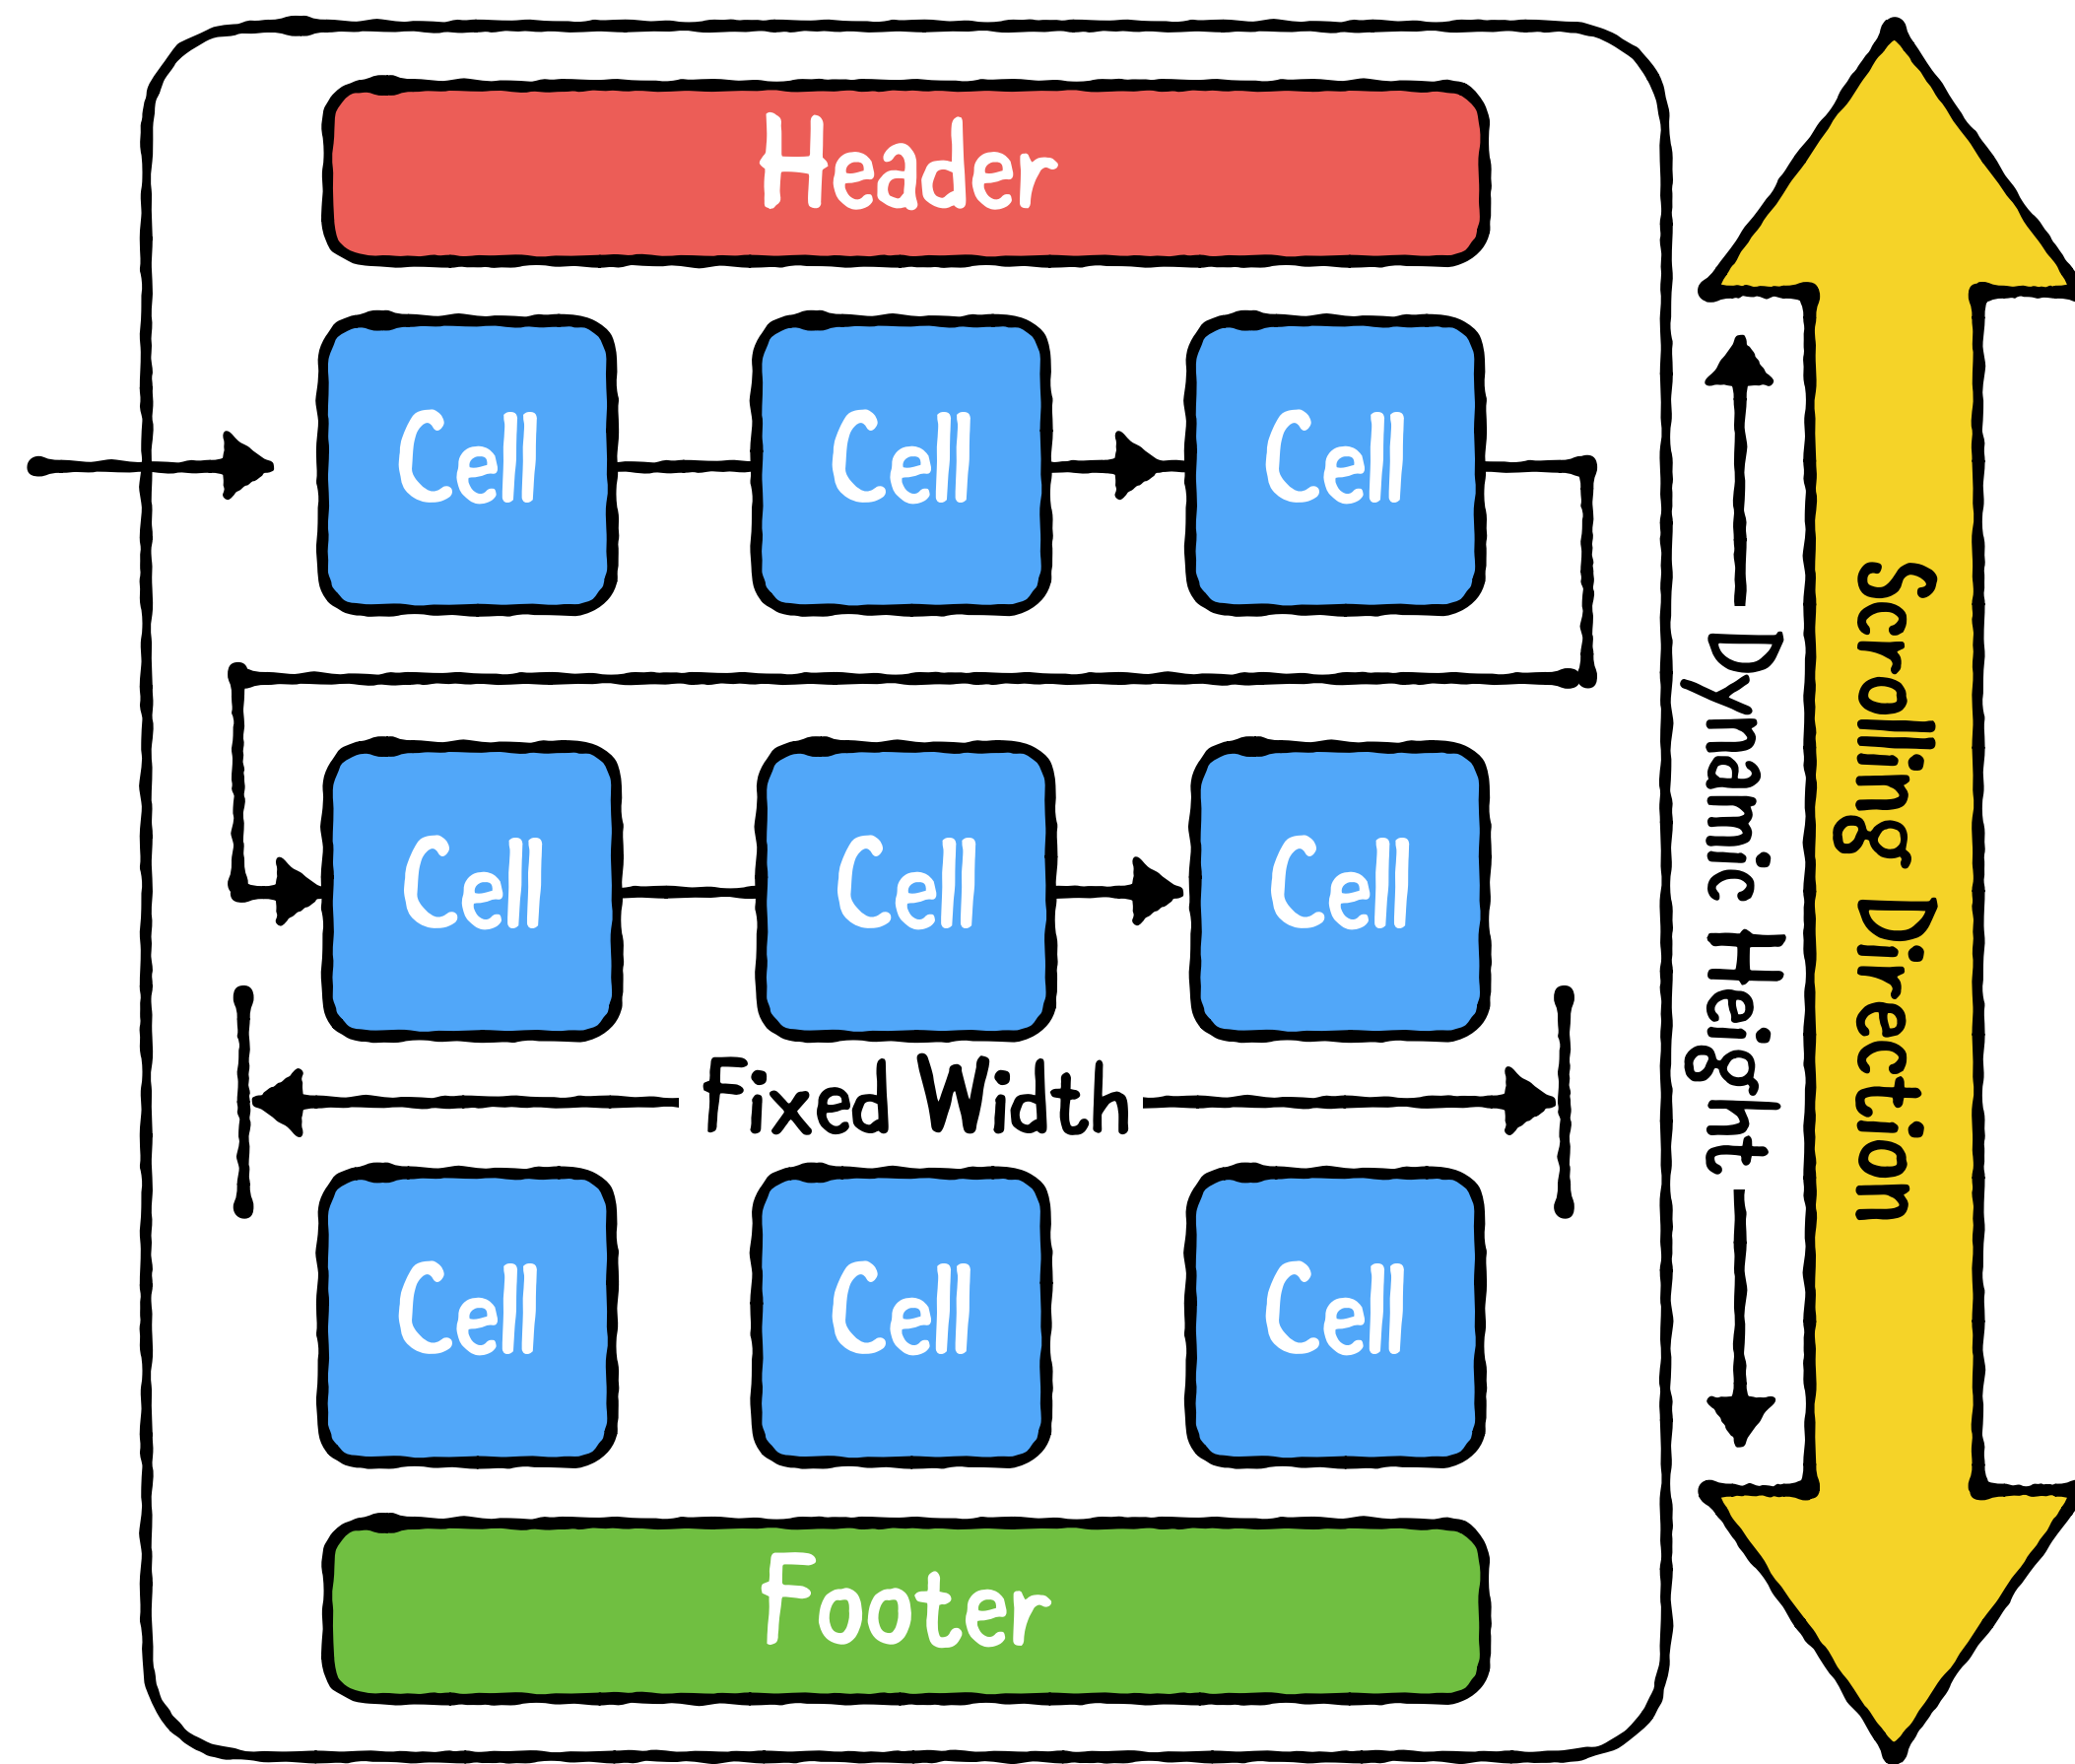 Header
Cell Cell Cell
Cell Cell Cell
Fixed Width
Cell Cell Cell
Footer
Dynamic Height
Scrolling Direction